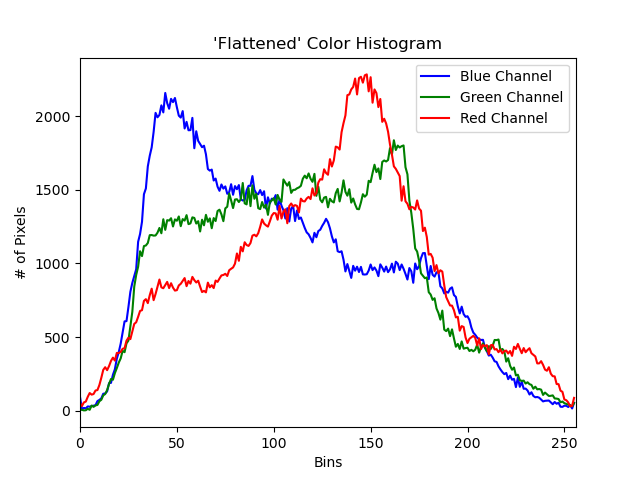 'Flattened' Color Histogram
Blue Channel
Green Channel
Red Channel
# of Pixels
2000
1500
1000
500
0
0 50 100 150 200 250
Bins